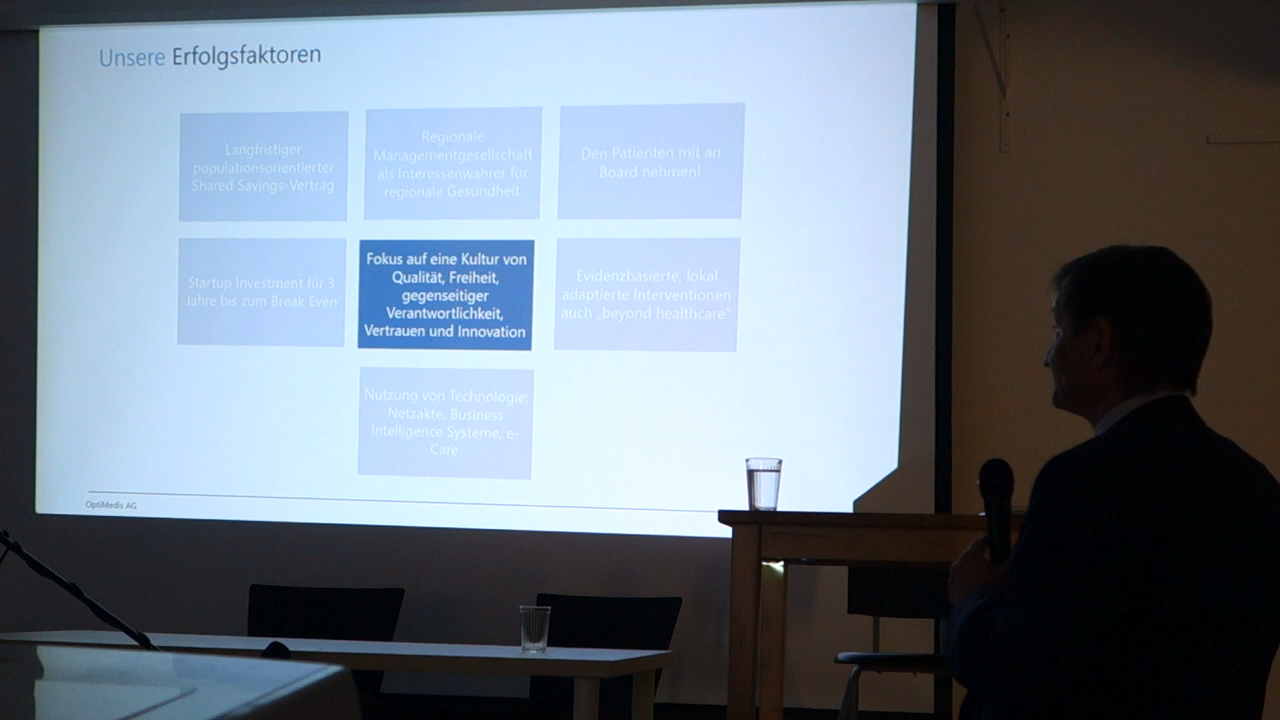 Unsere Erfolgsfaktoren
Langfristiger
populationsorientierter
Shared Savings-Vertrag
Regionale
Managementgesellschaft
als Interessenwahrer für
regionale Gesundheit
Den Patienten mit an
Board nehmen!
Startup Investment für 3
Jahre bis zum Break Even
Fokus auf eine Kultur von
Qualität, Freiheit,
gegenseitiger
Verantwortlichkeit,
Vertrauen und Innovation
Evidenzbasierte, lokal
adaptierte Interventionen
auch „beyond healthcare"
Nutzung von Technologie:
Netzakte, Business
Intelligence Systeme, e-
Care
OptiMedis AG